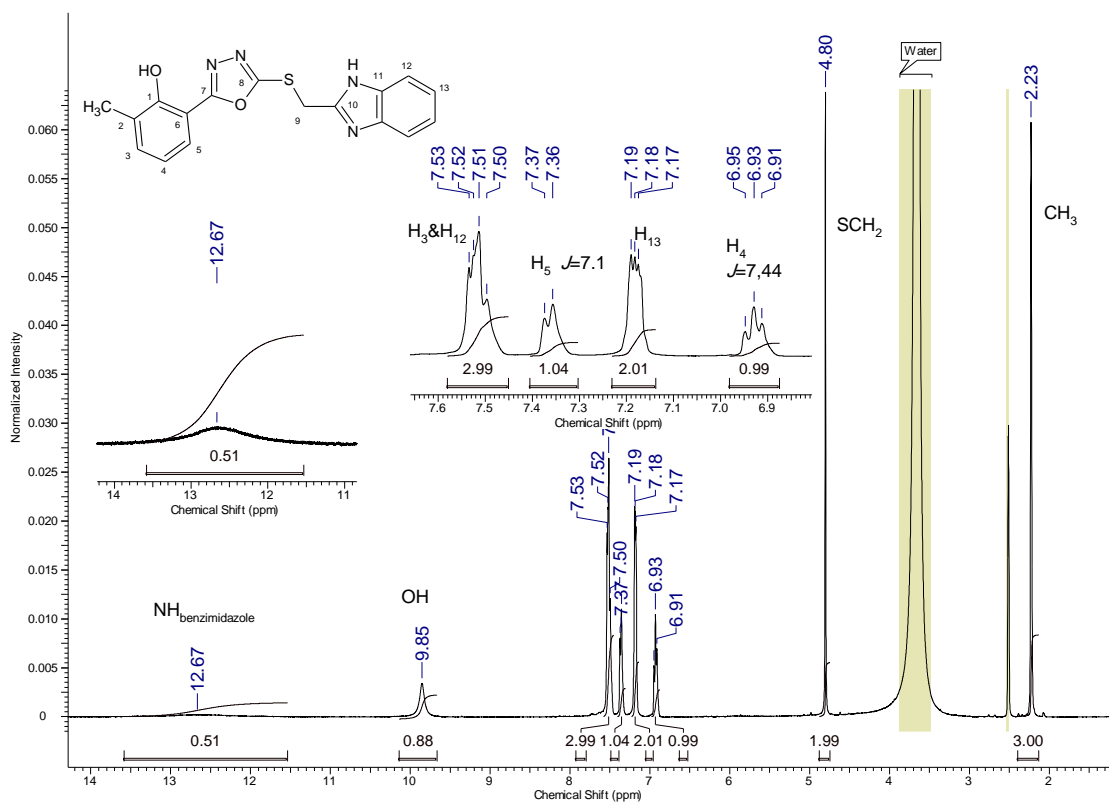 HO
N
N
H
N
S
O
N
H3C
1
2
3
4
5
6
7
8
9
10
11
12
13
Water
4.80
2.23
7.53
7.52
7.51
7.50
7.37
7.36
7.19
7.18
7.17
6.95
6.93
6.91
H3&H12
H5 J=7.1
H13
H4
J=7,44
SCH2
CH3
2.99
1.04
2.01
0.99
7.6 7.5 7.4 7.3 7.2 7.1 7.0 6.9
Chemical Shift (ppm)
12.67
0.51
14 13 12 11
Chemical Shift (ppm)
Normalized Intensity
0.060
0.055
0.050
0.045
0.040
0.035
0.030
0.025
0.020
0.015
0.010
0.005
0
7.53
7.52
7
7.50
7.37
7.19
7.18
7.17
6.93
6.91
NHbenzimidazole
12.67
OH
9.85
0.51 0.88 2.99 1.04 2.01 0.99 1.99 3.00
14 13 12 11 10 9 8 7 6 5 4 3 2
Chemical Shift (ppm)